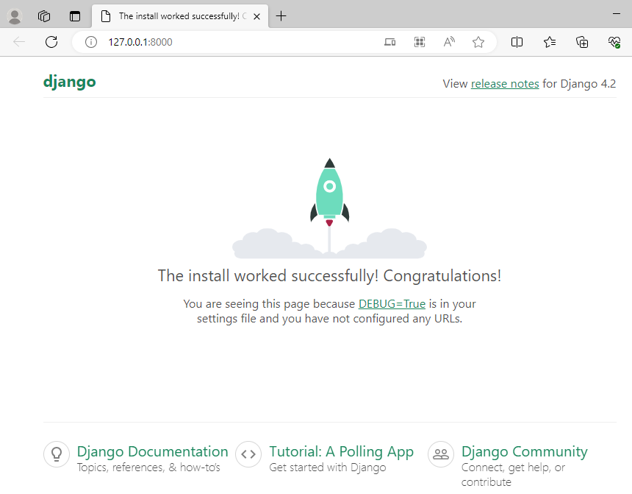 The install worked successfully!
127.0.0.1:8000
django
View release notes for Django 4.2
The install worked successfully! Congratulations!
You are seeing this page because DEBUG=True is in your
settings file and you have not configured any URLs.
Django Documentation
Topics, references, & how-to's
Tutorial: A Polling App
Get started with Django
Django Community
Connect, get help, or
contribute